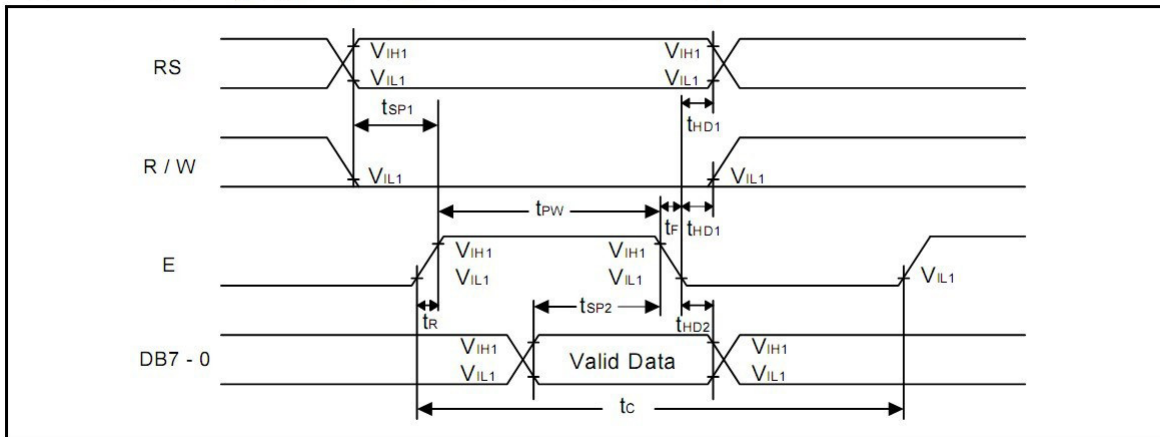 RS
VIH1
VIL1
VIH1
VIL1
tSP1
tHD1
R / W
VIL1
VIL1
tPW
tF
tHD1
E
VIH1
VIL1
VIH1
VIL1
VIL1
tR
tSP2
tHD2
DB7 - 0
VIH1
VIL1
Valid Data
VIH1
VIL1
tC